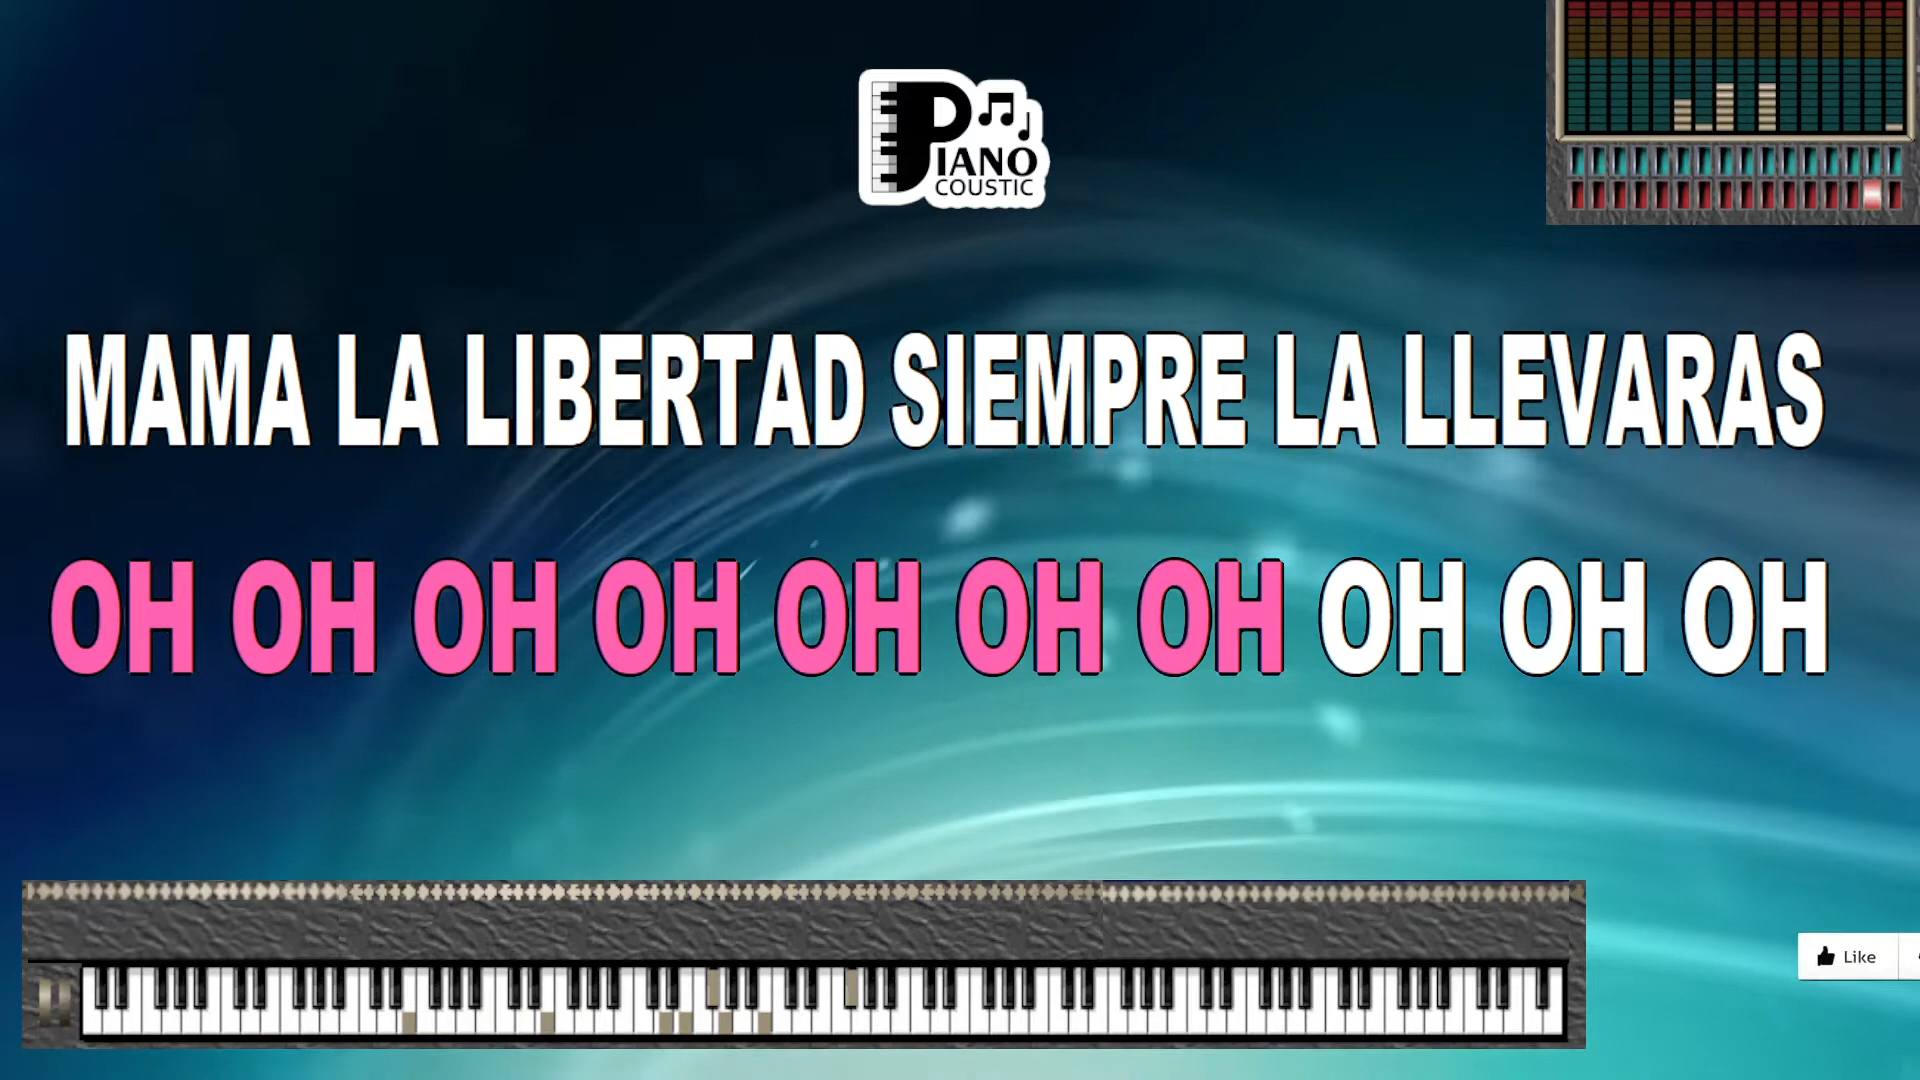 PIANO
COUSTIC
MAMA LA LIBERTAD SIEMPRE LA LLEVARAS
OH OH OH OH OH OH OH OH OH OH
Like